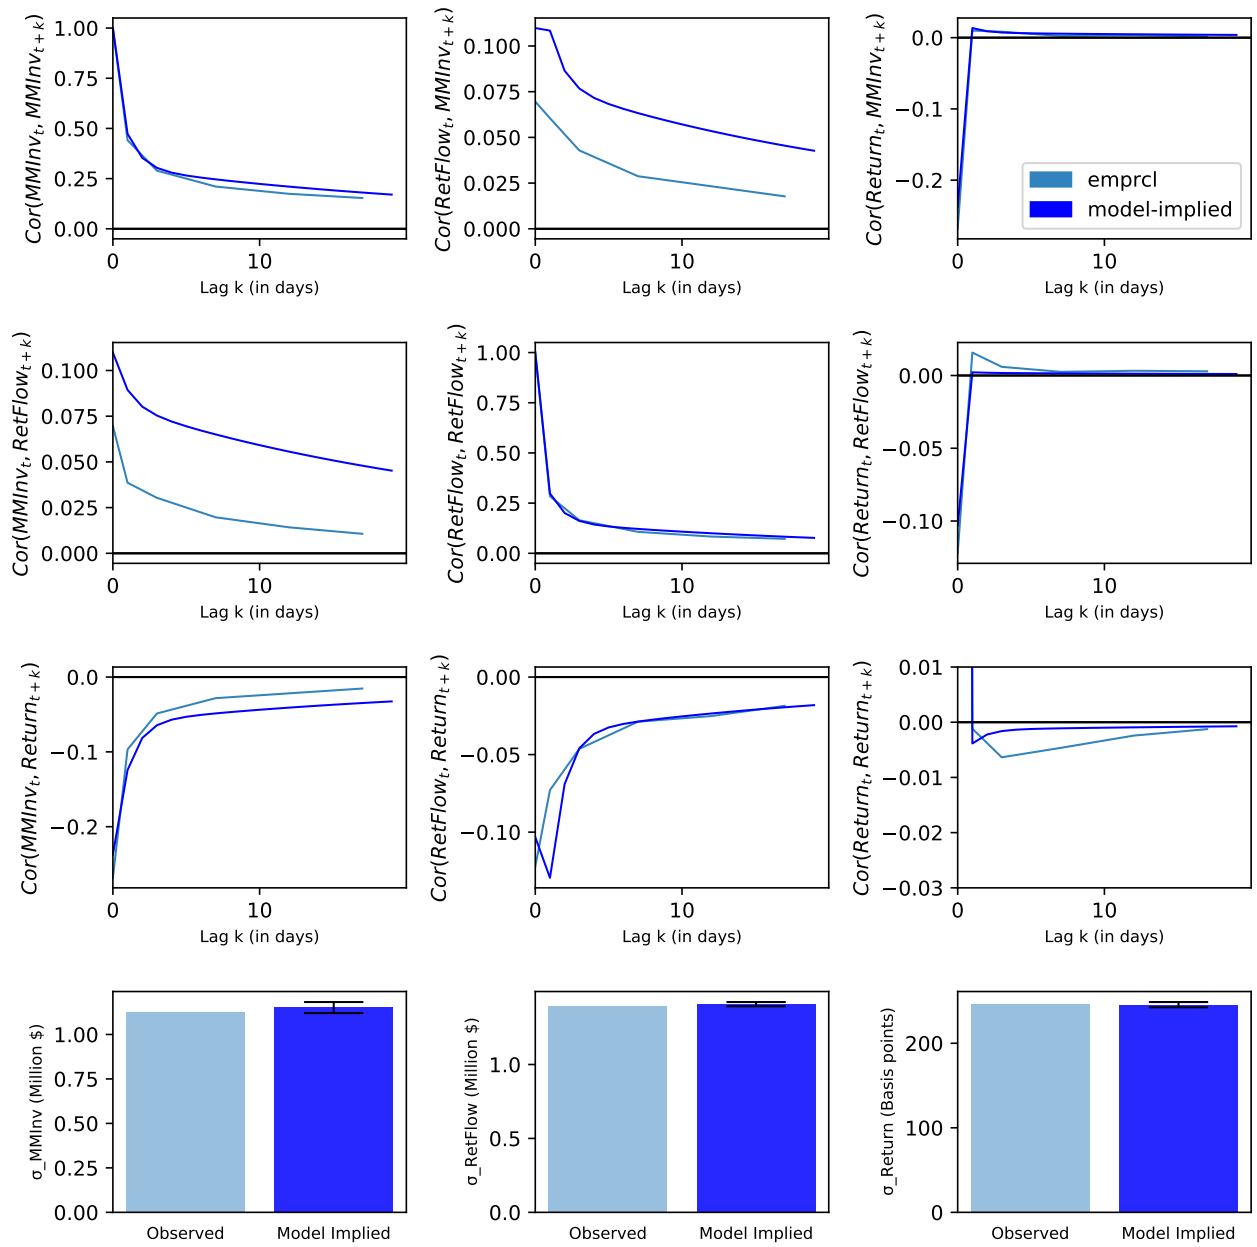 Cor(MMInv_t, MMInv_{t+k})
1.00
0.75
0.50
0.25
0.00
0
10
Lag k (in days)
Cor(RetFlow_t, MMInv_{t+k})
0.100
0.075
0.050
0.025
0.000
0
10
Lag k (in days)
Cor(Return_t, MMInv_{t+k})
0.0
−0.1
−0.2
emprcl
model-implied
0
10
Lag k (in days)
Cor(MMInv_t, RetFlow_{t+k})
0.100
0.075
0.050
0.025
0.000
0
10
Lag k (in days)
Cor(RetFlow_t, RetFlow_{t+k})
1.00
0.75
0.50
0.25
0.00
0
10
Lag k (in days)
Cor(Return_t, RetFlow_{t+k})
0.00
−0.05
−0.10
0
10
Lag k (in days)
Cor(MMInv_t, Return_{t+k})
0.0
−0.1
−0.2
0
10
Lag k (in days)
Cor(RetFlow_t, Return_{t+k})
0.00
−0.05
−0.10
0
10
Lag k (in days)
Cor(Return_t, Return_{t+k})
0.01
0.00
−0.01
−0.02
−0.03
0
10
Lag k (in days)
σ_MMInv (Million $)
1.00
0.75
0.50
0.25
0.00
Observed
Model Implied
σ_RetFlow (Million $)
1.0
0.5
0.0
Observed
Model Implied
σ_Return (Basis points)
200
100
0
Observed
Model Implied